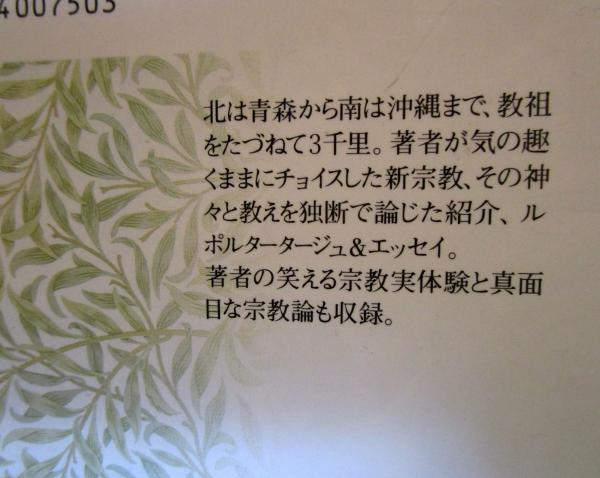 4007503
北は青森から南は沖縄まで、教祖
をたづねて3千里。著者が気の趣
くままにチョイスした新宗教、その神
々と教えを独断で論じた紹介、ル
ポルタータージュ&エッセイ。
著者の笑える宗教実体験と真面
目な宗教論も収録。